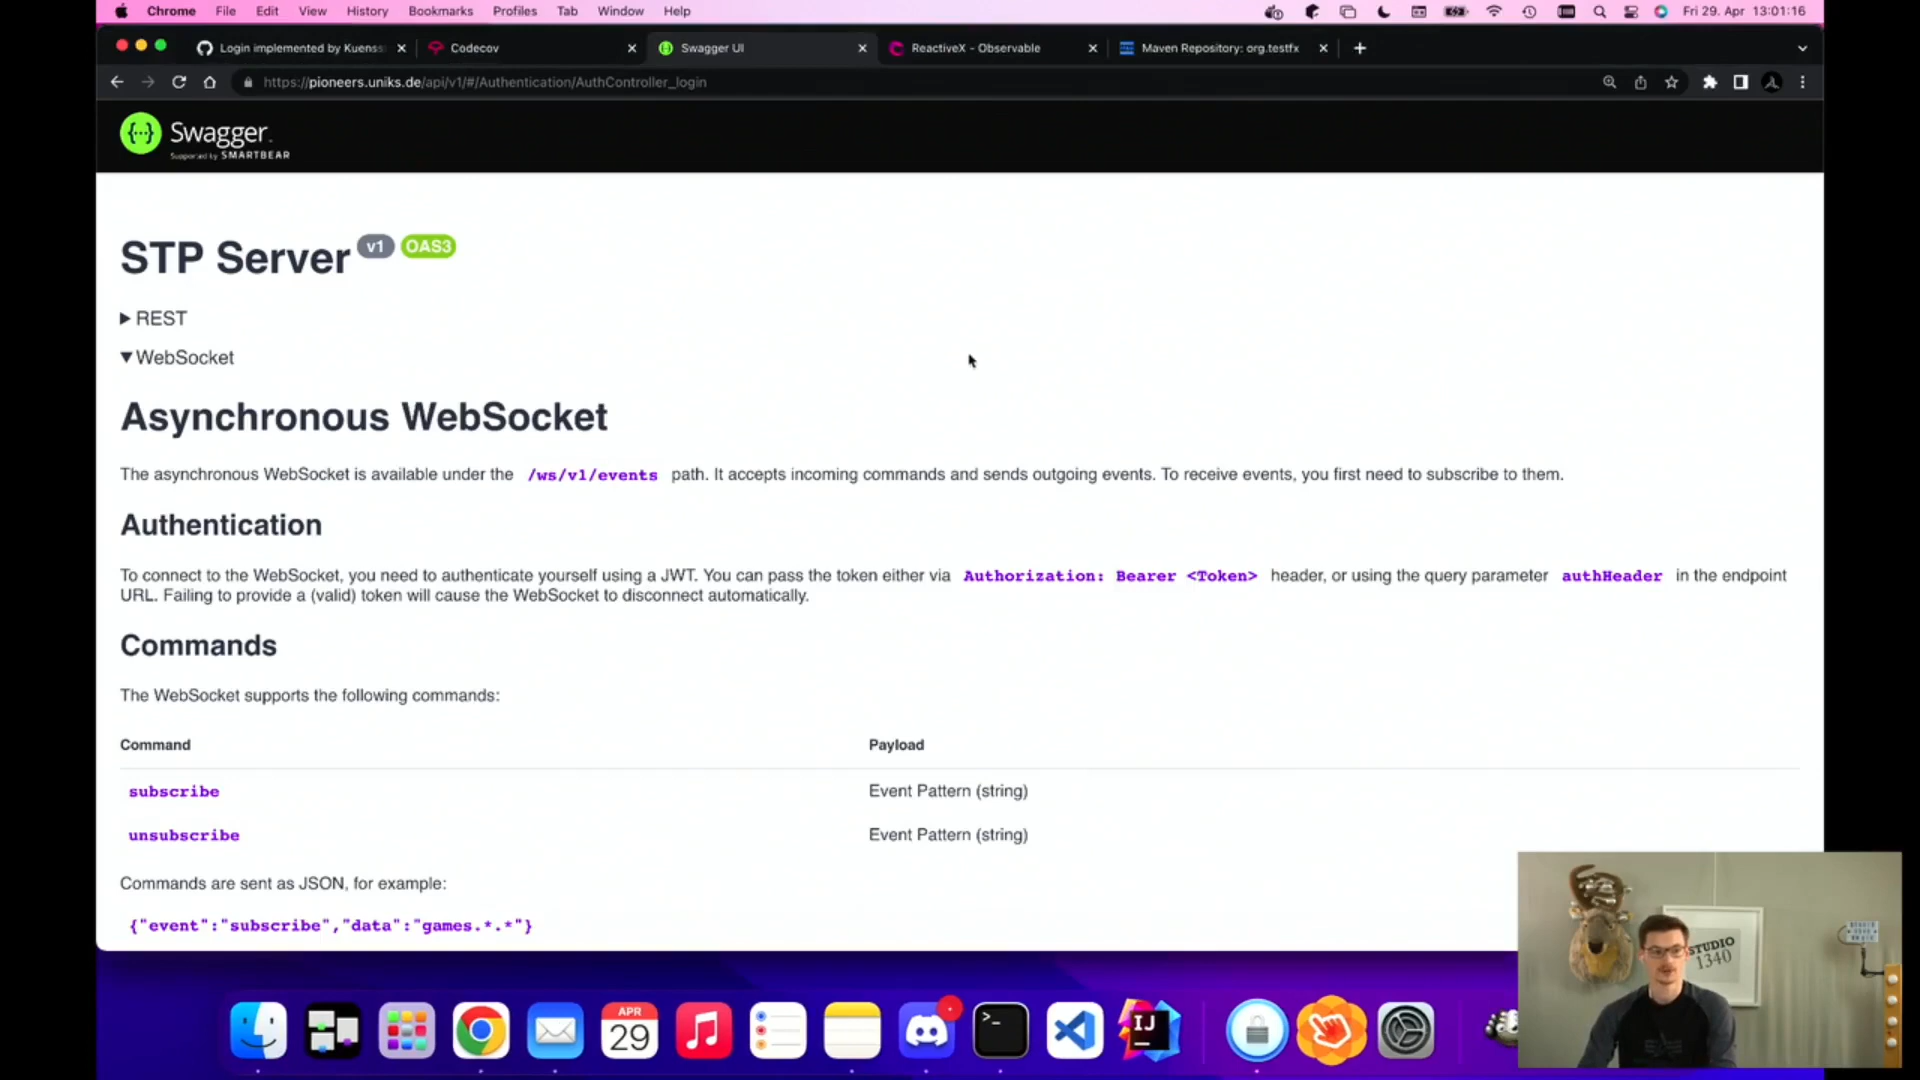 Chrome File Edit View History Bookmarks Profiles Tab Window Help Fri 29. Apr 13:01:16
Login implemented by Kuenss Codecov Swagger UI ReactiveX - Observable Maven Repository: org.testfx
https://pioneers.uniks.de/api/v1/#/Authentication/AuthController_login
Swagger
Supported by SMARTBEAR
STP Server v1 OAS3
REST
WebSocket
Asynchronous WebSocket
The asynchronous WebSocket is available under the /ws/v1/events path. It accepts incoming commands and sends outgoing events. To receive events, you first need to subscribe to them.
Authentication
To connect to the WebSocket, you need to authenticate yourself using a JWT. You can pass the token either via Authorization: Bearer <Token> header, or using the query parameter authHeader in the endpoint
URL. Failing to provide a (valid) token will cause the WebSocket to disconnect automatically.
Commands
The WebSocket supports the following commands:
Command Payload
subscribe Event Pattern (string)
unsubscribe Event Pattern (string)
Commands are sent as JSON, for example:
{"event":"subscribe","data":"games.*.*"}
STUDIO
1340
APR
29
IJ